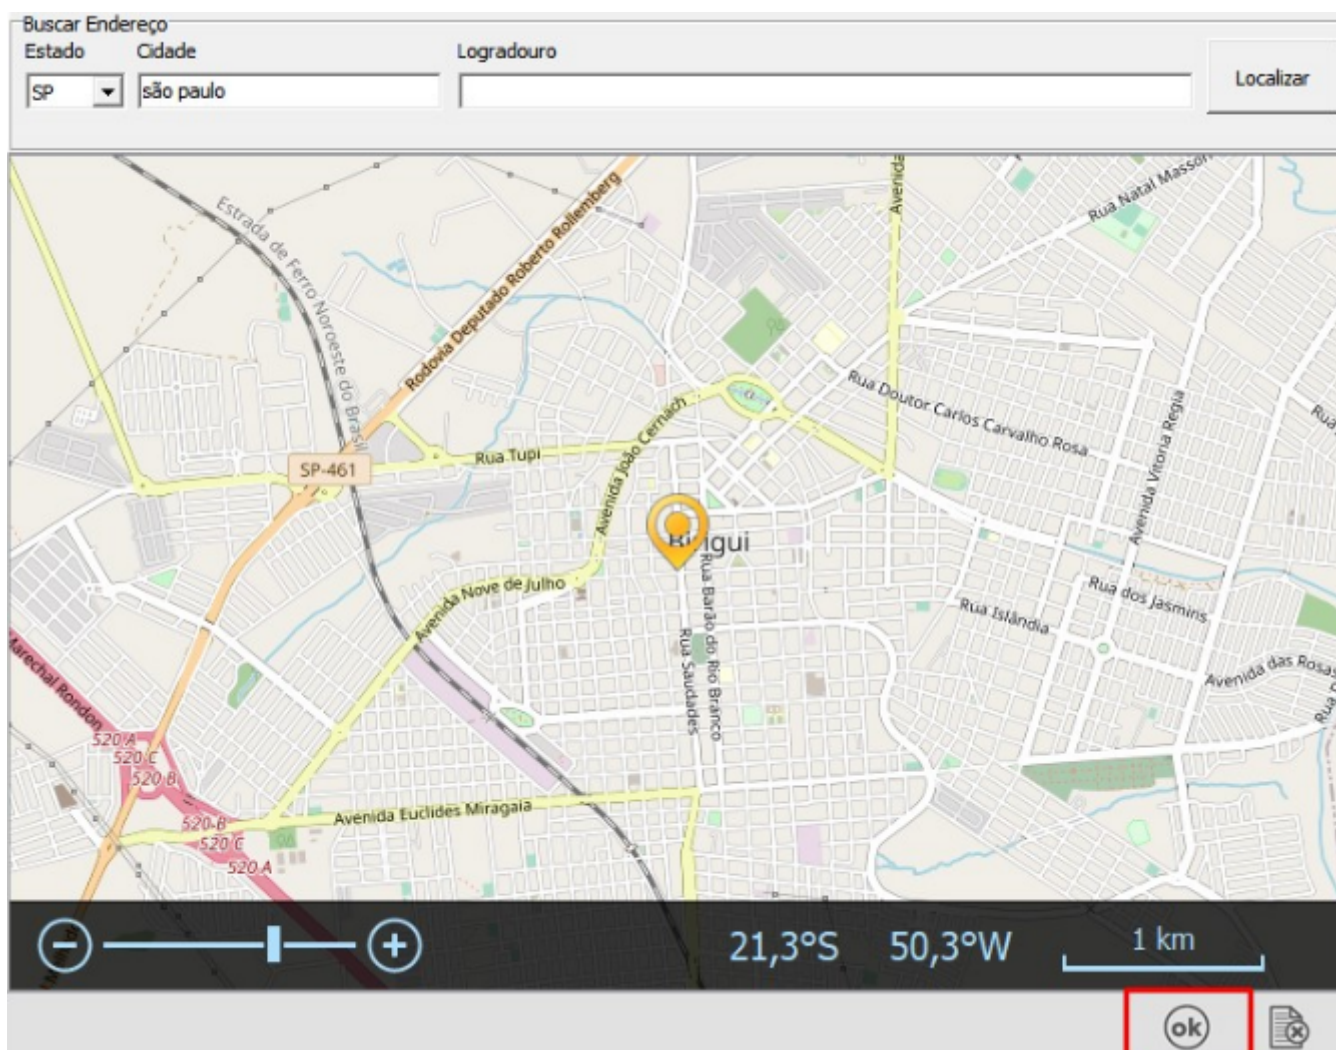 Buscar Endereço
Estado
Cidade
Logradouro
SP
são paulo
Localizar
Estrada de Ferro Noroeste do Brasil
Rodovia Deputado Roberto Rollemberg
Avenida
Rua Natal Masson
Rua Doutor Carlos Carvalho Rosa
Avenida Vitoria Regia
Rua
SP-461
Rua Tupi
Avenida João Cernach
Avenida Nove de Julho
Rua Barão do Rio Branco
Rua Saudades
Rua Islândia
Rua dos Jasmins
Avenida das Rosas
Rua
Marechal Rondon
520 A
520 C
520 B
520-B
520 C
520 A
Avenida Euclides Miragaia
21,3°S
50,3°W
1 km
ok